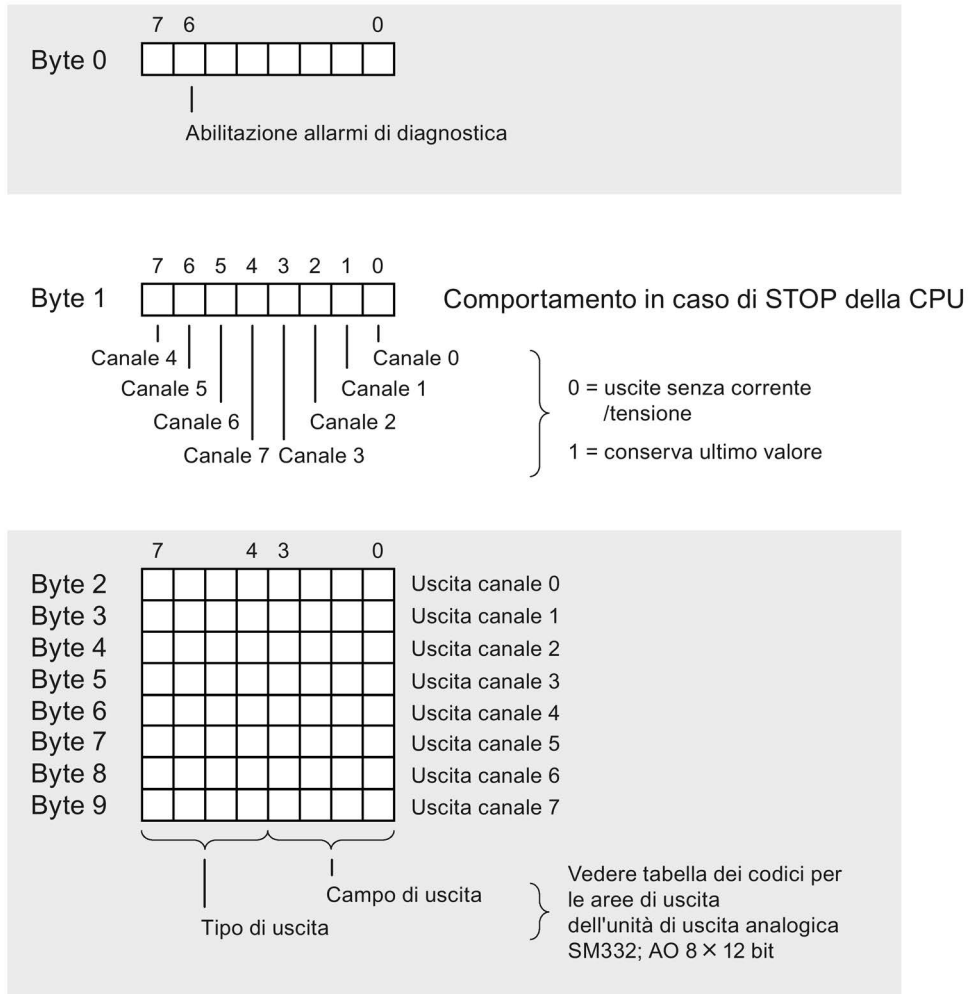 7 6 0
Byte 0
Abilitazione allarmi di diagnostica
7 6 5 4 3 2 1 0
Byte 1
Comportamento in caso di STOP della CPU
Canale 4
Canale 0
Canale 5
Canale 1
Canale 6
Canale 2
Canale 7
Canale 3
0 = uscite senza corrente
/tensione
1 = conserva ultimo valore
7 4 3 0
Byte 2 Uscita canale 0
Byte 3 Uscita canale 1
Byte 4 Uscita canale 2
Byte 5 Uscita canale 3
Byte 6 Uscita canale 4
Byte 7 Uscita canale 5
Byte 8 Uscita canale 6
Byte 9 Uscita canale 7
Campo di uscita
Tipo di uscita
Vedere tabella dei codici per
le aree di uscita
dell'unità di uscita analogica
SM332; AO 8 × 12 bit